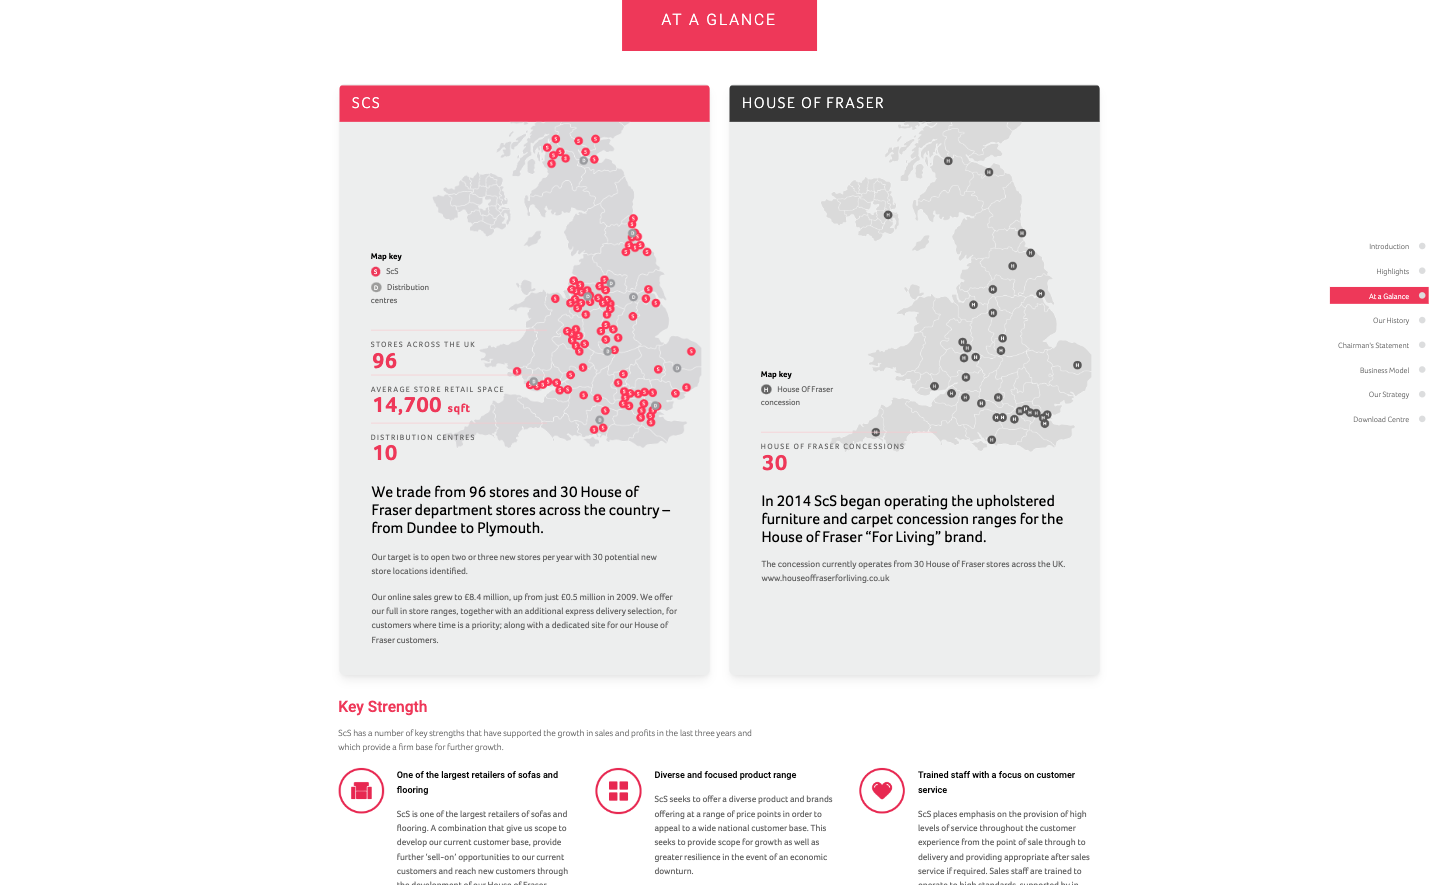 AT A GLANCE
SCS
Map key
ScS
Distribution
centres
STORES ACROSS THE UK
96
AVERAGE STORE RETAIL SPACE
14,700 sqft
DISTRIBUTION CENTRES
10
We trade from 96 stores and 30 House of
Fraser department stores across the country –
from Dundee to Plymouth.
Our target is to open two or three new stores per year with 30 potential new
store locations identified.
Our online sales grew to £8.4 million, up from just £0.5 million in 2009. We offer
our full in store ranges, together with an additional express delivery selection, for
customers where time is a priority; along with a dedicated site for our House of
Fraser customers.
HOUSE OF FRASER
Map key
House Of Fraser
concession
HOUSE OF FRASER CONCESSIONS
30
In 2014 ScS began operating the upholstered
furniture and carpet concession ranges for the
House of Fraser “For Living” brand.
The concession currently operates from 30 House of Fraser stores across the UK.
www.houseoffraserforliving.co.uk
Introduction
Highlights
At a Galance
Our History
Chairman's Statement
Business Model
Our Strategy
Download Centre
Key Strength
ScS has a number of key strengths that have supported the growth in sales and profits in the last three years and
which provide a firm base for further growth.
One of the largest retailers of sofas and
flooring
ScS is one of the largest retailers of sofas and
flooring. A combination that give us scope to
develop our current customer base, provide
further ‘sell-on’ opportunities to our current
customers and reach new customers through
the development of our House of Fraser
Diverse and focused product range
ScS seeks to offer a diverse product and brands
offering at a range of price points in order to
appeal to a wide national customer base. This
seeks to provide scope for growth as well as
greater resilience in the event of an economic
downturn.
Trained staff with a focus on customer
service
ScS places emphasis on the provision of high
levels of service throughout the customer
experience from the point of sale through to
delivery and providing appropriate after sales
service if required. Sales staff are trained to
operate to high standards, supported by in